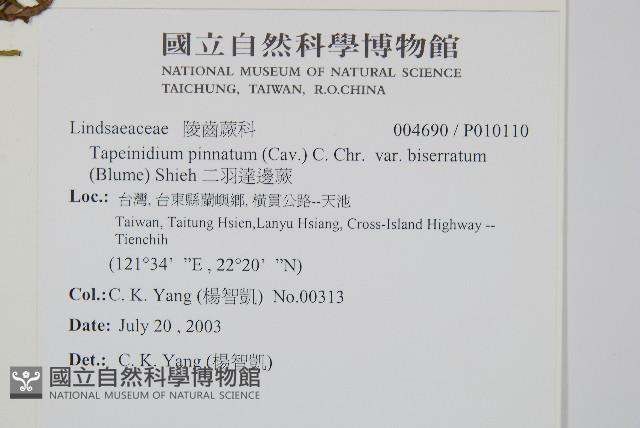 國立自然科學博物館
NATIONAL MUSEUM OF NATURAL SCIENCE
TAICHUNG, TAIWAN, R.O.CHINA
Lindsaeaceae 陵齒蕨科 004690 / P010110
Tapeinidium pinnatum (Cav.) C. Chr. var. biserratum
(Blume) Shieh 二羽達邊蕨
Loc.: 台灣, 台東縣蘭嶼鄉, 橫貫公路--天池
Taiwan, Taitung Hsien,Lanyu Hsiang, Cross-Island Highway --
Tienchih
(121°34' ”E , 22°20' ”N)
Col.: C. K. Yang (楊智凱) No.00313
Date: July 20 , 2003
Det.: C. K. Yang (楊智凱)
國立自然科學博物館
NATIONAL MUSEUM OF NATURAL SCIENCE